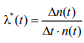 λ*(t) = Δn(t) / Δt · n(t)